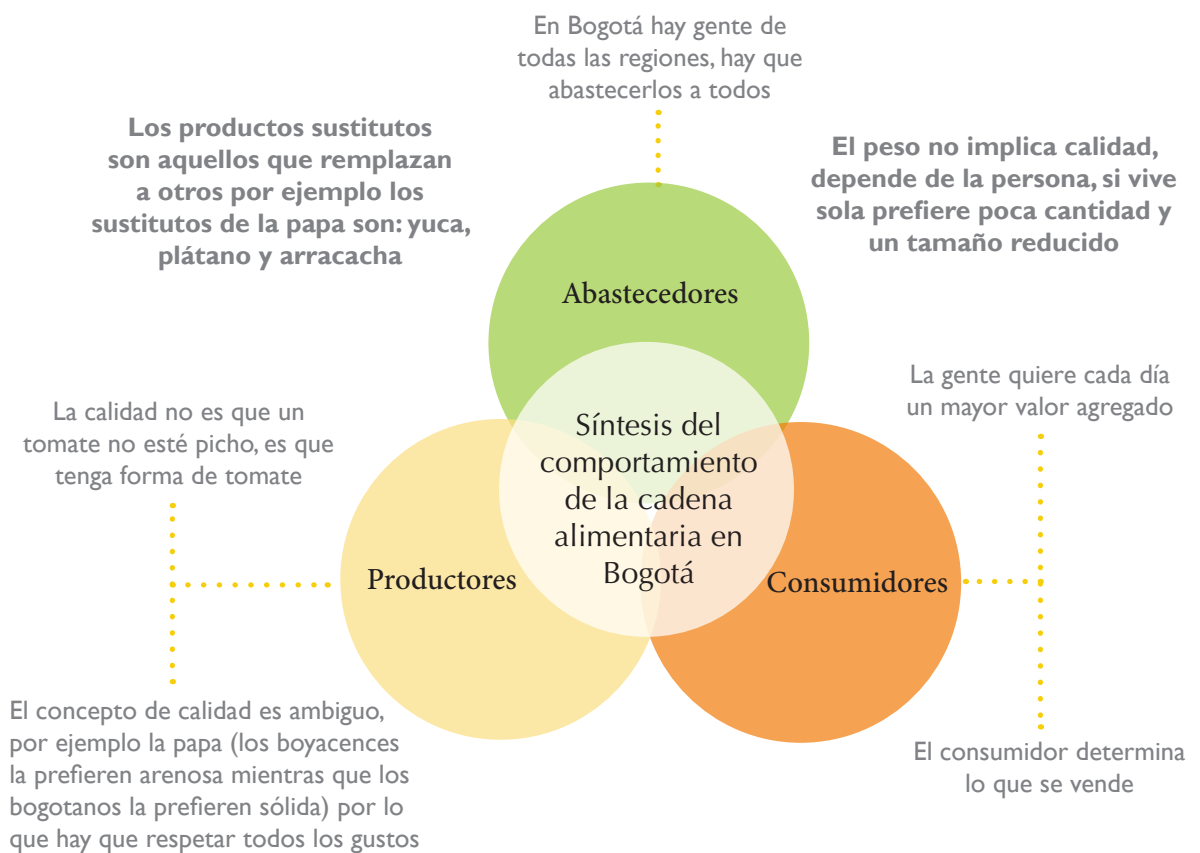 En Bogotá hay gente de
todas las regiones, hay que
abastecerlos a todos
Los productos sustitutos
son aquellos que remplazan
a otros por ejemplo los
sustitutos de la papa son: yuca,
plátano y arracacha
El peso no implica calidad,
depende de la persona, si vive
sola prefiere poca cantidad y
un tamaño reducido
Abastecedores
La calidad no es que un
tomate no esté picho, es que
tenga forma de tomate
Síntesis del
comportamiento
de la cadena
alimentaria en
Bogotá
La gente quiere cada día
un mayor valor agregado
Productores
Consumidores
El concepto de calidad es ambiguo,
por ejemplo la papa (los boyacences
la prefieren arenosa mientras que los
bogotanos la prefieren sólida) por lo
que hay que respetar todos los gustos
El consumidor determina
lo que se vende